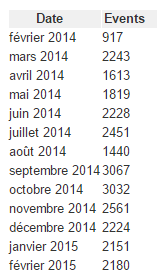 Date Events
février 2014 917
mars 2014 2243
avril 2014 1613
mai 2014 1819
juin 2014 2228
juillet 2014 2451
août 2014 1440
septembre 2014 3067
octobre 2014 3032
novembre 2014 2561
décembre 2014 2224
janvier 2015 2151
février 2015 2180